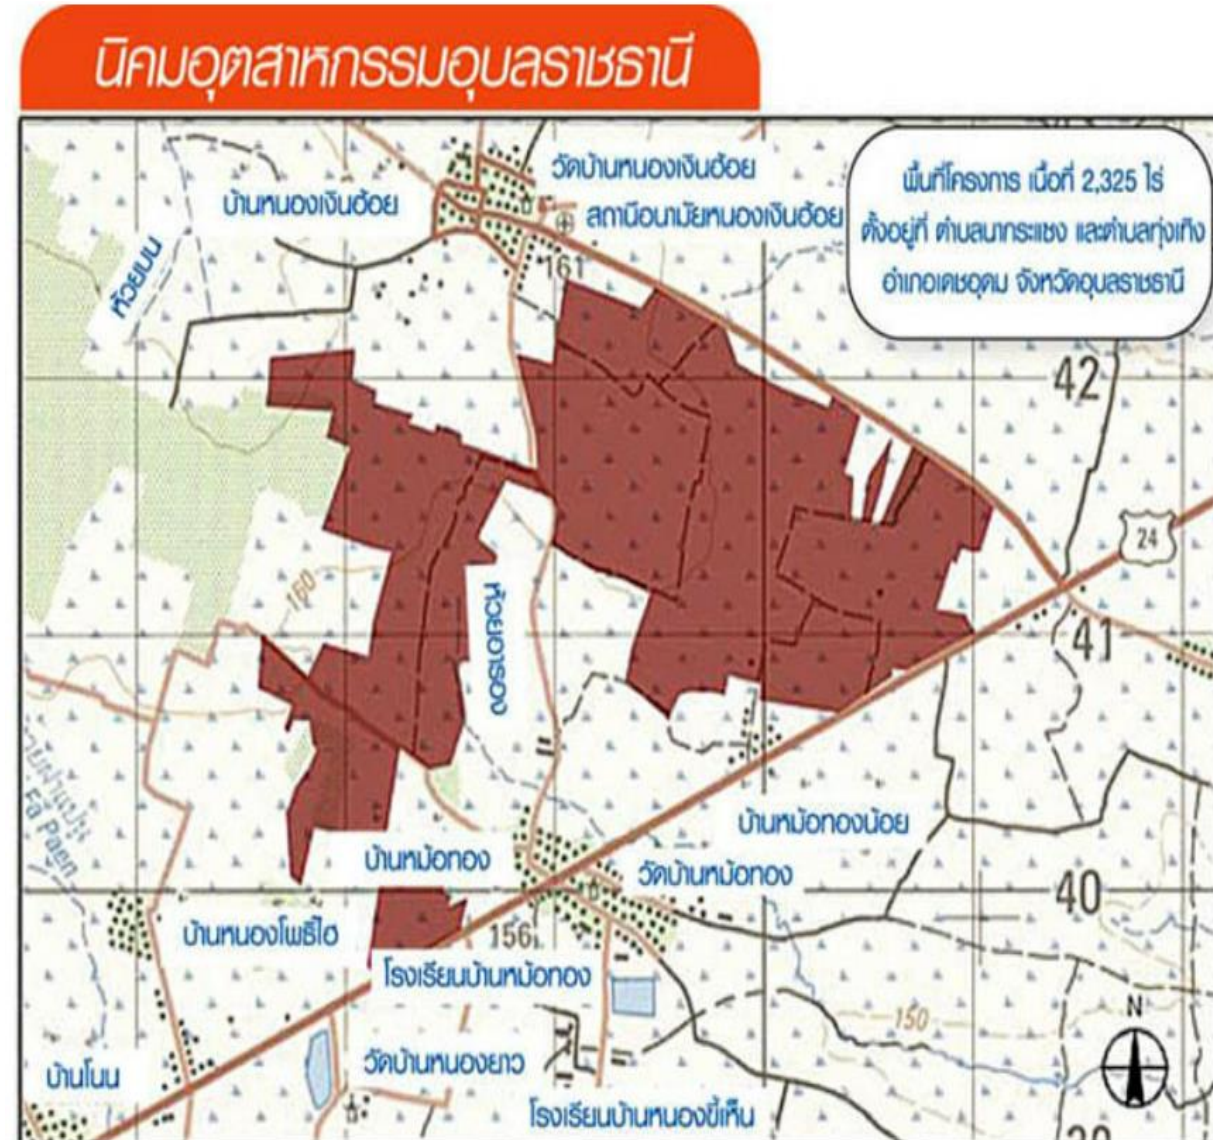 นิคมอุตสาหกรรมอุบลราชธานี
พื้นที่โครงการ เนื้อที่ 2,325 ไร่
ตั้งอยู่ที่ ตำบลนากระแซง และตำบลทุ่งเทิง
อำเภอเดชอุดม จังหวัดอุบลราชธานี
วัดบ้านหนองเงินฮ้อย
บ้านหนองเงินฮ้อย
สถานีอนามัยหนองเงินฮ้อย
161
ห้วยแนน
42
24
160
ห้วยเตารอง
41
บ้านหม้อทองน้อย
บ้านหม้อทอง
วัดบ้านหม้อทอง
40
บ้านหนองโพธิ์ไฮ
156
โรงเรียนบ้านหม้อทอง
150
N
วัดบ้านหนองยาว
บ้านโนน
โรงเรียนบ้านหนองขี้เห็น